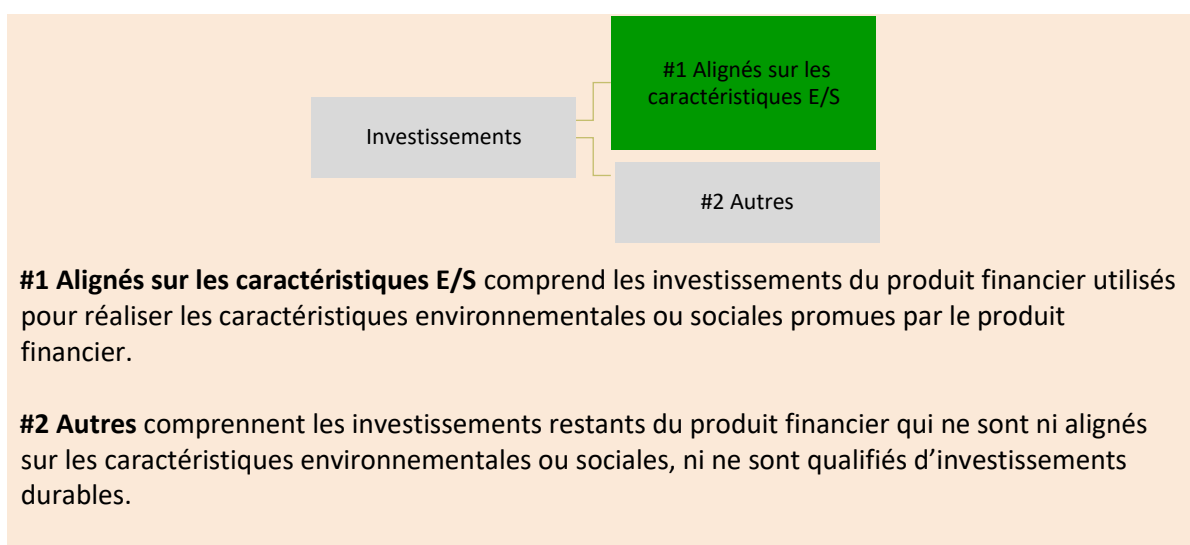 #1 Alignés sur les
caractéristiques E/S
Investissements
#2 Autres
#1 Alignés sur les caractéristiques E/S comprend les investissements du produit financier utilisés
pour réaliser les caractéristiques environnementales ou sociales promues par le produit
financier.
#2 Autres comprennent les investissements restants du produit financier qui ne sont ni alignés
sur les caractéristiques environnementales ou sociales, ni ne sont qualifiés d’investissements
durables.